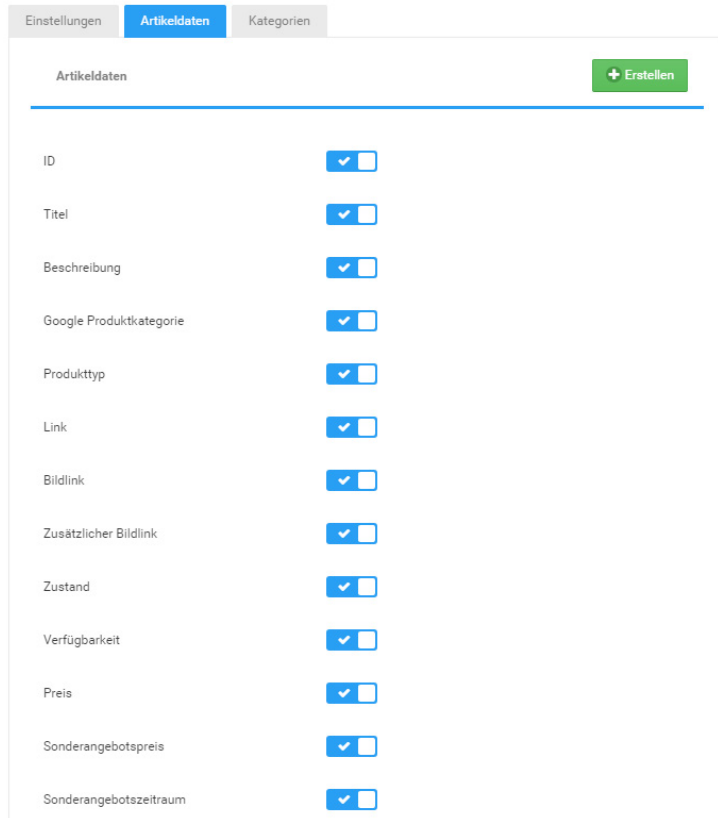 Einstellungen Artikeldaten Kategorien
Artikeldaten Erstellen
ID
Titel
Beschreibung
Google Produktkategorie
Produkttyp
Link
Bildlink
Zusätzlicher Bildlink
Zustand
Verfügbarkeit
Preis
Sonderangebotspreis
Sonderangebotszeitraum